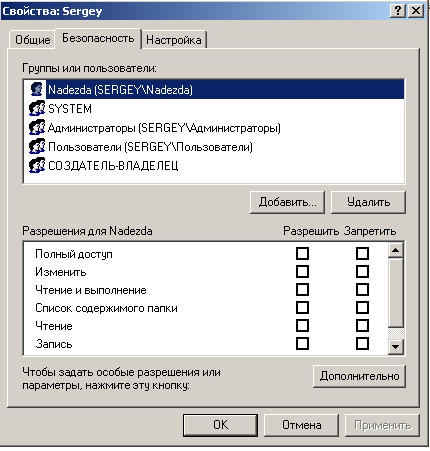 Свойства: Sergey
Общие Безопасность Настройка
Группы или пользователи:
Nadezda (SERGEY\Nadezda)
SYSTEM
Администраторы (SERGEY\Администраторы)
Пользователи (SERGEY\Пользователи)
СОЗДАТЕЛЬ-ВЛАДЕЛЕЦ
Добавить... Удалить
Разрешения для Nadezda Разрешить Запретить
Полный доступ
Изменить
Чтение и выполнение
Список содержимого папки
Чтение
Запись
Чтобы задать особые разрешения или
параметры, нажмите эту кнопку:
Дополнительно
OK Отмена Применить